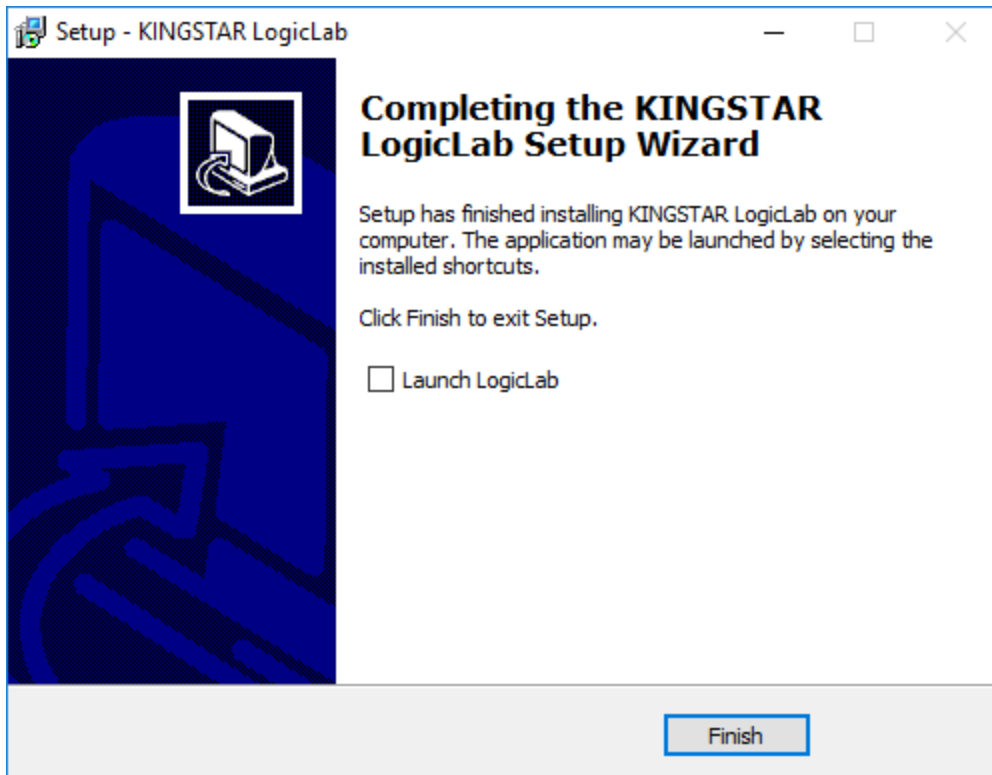 Setup - KINGSTAR LogicLab
Completing the KINGSTAR
LogicLab Setup Wizard
Setup has finished installing KINGSTAR LogicLab on your
computer. The application may be launched by selecting the
installed shortcuts.
Click Finish to exit Setup.
Launch LogicLab
Finish